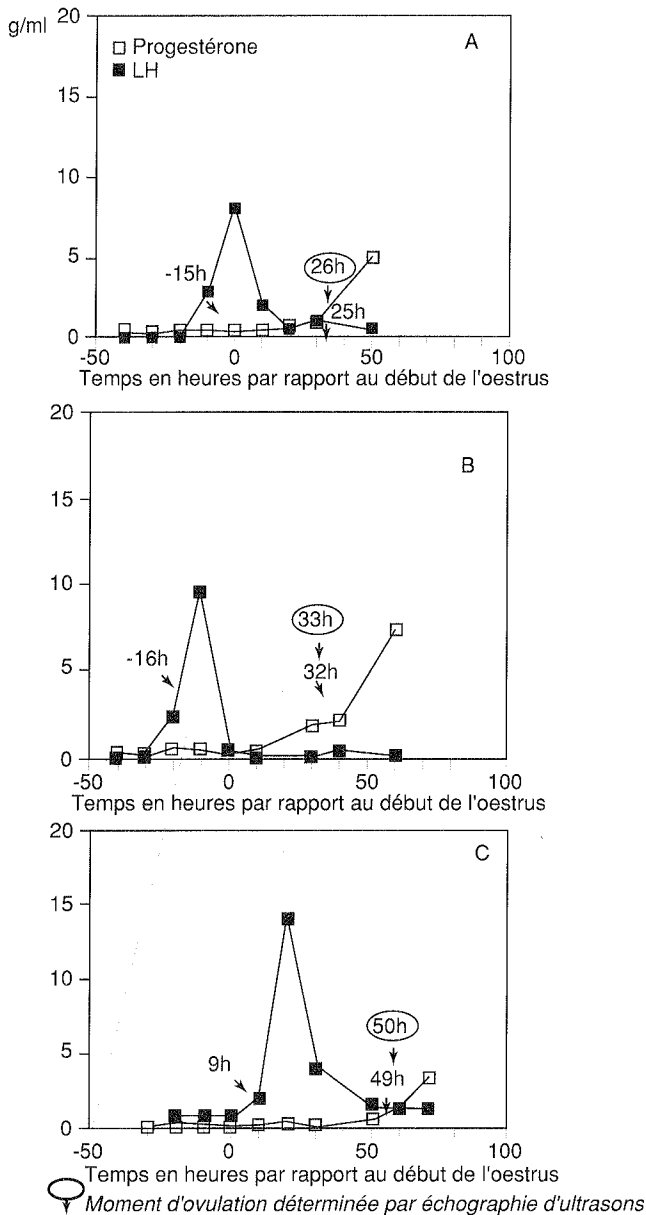 g/ml
20
15
10
5
0
□ Progestérone
■ LH
A
-15h
26h
25h
-50 0 50 100
Temps en heures par rapport au début de l'oestrus
20
15
10
5
0
B
-16h
33h
32h
-50 0 50 100
Temps en heures par rapport au début de l'oestrus
20
15
10
5
0
C
9h
50h
49h
-50 0 50 100
Temps en heures par rapport au début de l'oestrus
Moment d'ovulation déterminée par échographie d'ultrasons